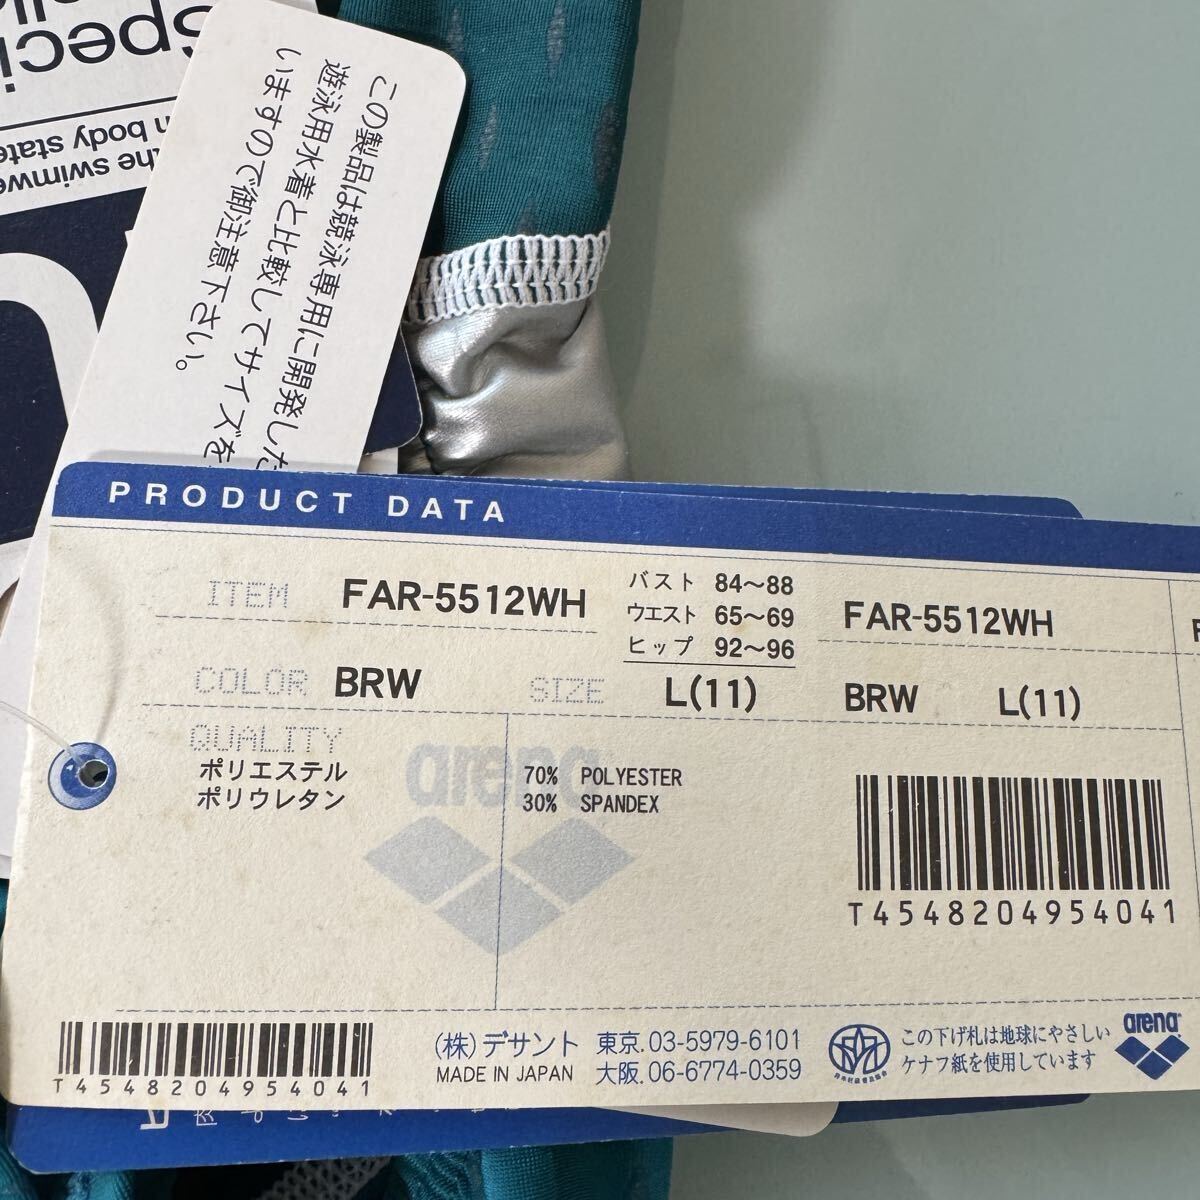 Speci
n body state
the swimwe
この製品は競泳専用に開発した
遊泳用水着と比較してサイズを
いますので御注意下さい。
PRODUCT DATA
ITEM FAR-5512WH
バスト 84～88
ウエスト 65～69
ヒップ 92～96
COLOR BRW SIZE L(11)
QUALITY
ポリエステル 70% POLYESTER
ポリウレタン 30% SPANDEX
arena
FAR-5512WH
BRW L(11)
T4548204954041
T4548204954041
(株)デサント 東京.03-5979-6101
MADE IN JAPAN 大阪.06-6774-0359
この下げ札は地球にやさしい
ケナフ紙を使用しています
arena